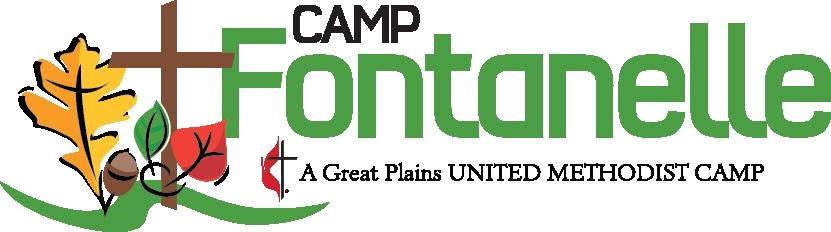 CAMP
Fontanelle
A Great Plains UNITED METHODIST CAMP